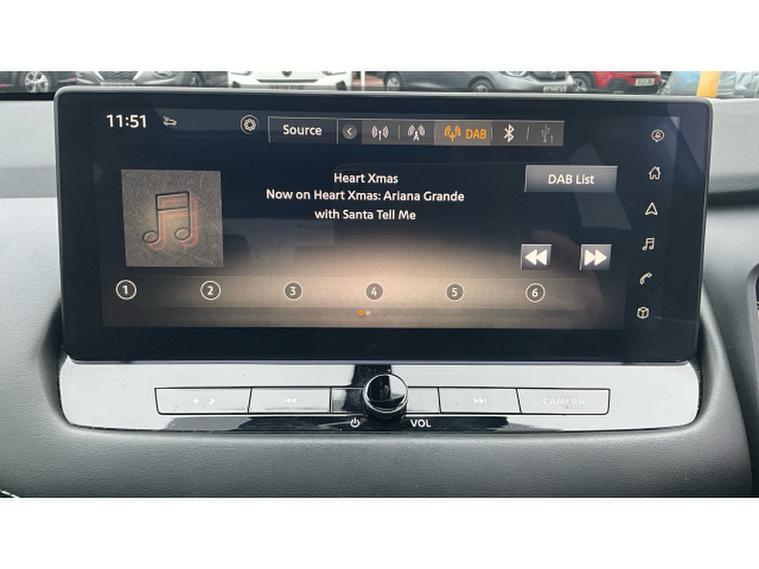 11:51
Source
DAB
1
Heart Xmas
Now on Heart Xmas: Ariana Grande
with Santa Tell Me
DAB List
1 2 3 4 5 6
VOL
CAMERA